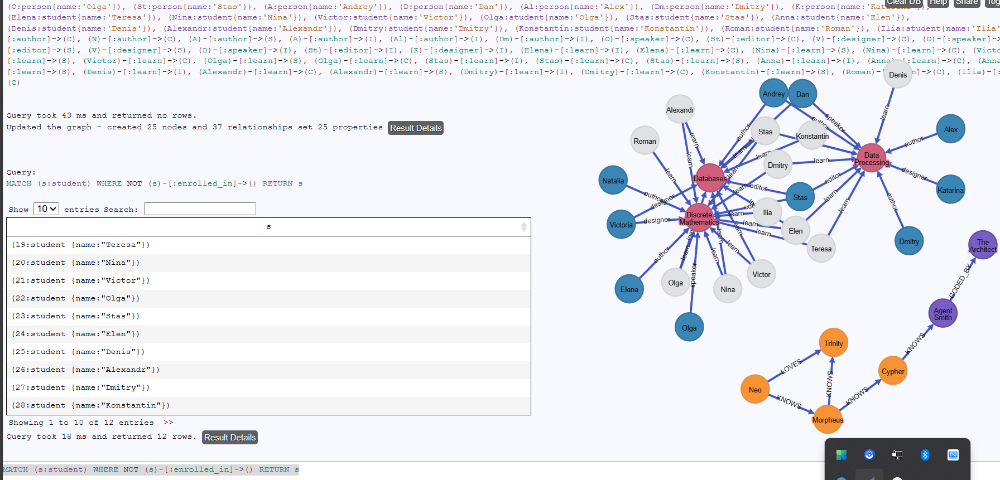 (O:person{name:'Olga'}), (St:person{name:'Stas'}), (A:person{name:'Andrey'}), (D:person{name:'Dan'}), (Al:person{name:'Alex'}), (Dm:person{name:'Dmitry'}), (K:person{name:'Katarina'}),
(Elena:student{name:'Teresa'}), (Nina:student{name:'Nina'}), (Victor:student{name:'Victor'}), (Olga:student{name:'Olga'}), (Stas:student{name:'Stas'}), (Anna:student{name:'Elen'}),
(Denis:student{name:'Denis'}), (Alexandr:student{name:'Alexandr'}), (Dmitry:student{name:'Dmitry'}), (Konstantin:student{name:'Konstantin'}), (Roman:student{name:'Roman'}), (Ilia:student{name:'Ilia'
[:author]->(C), (N)-[:author]->(C), (A)-[:author]->(S), (A)-[:author]->(I), (Al)-[:author]->(I), (Dm)-[:author]->(I), (O)-[:speaker]->(C), (St)-[:editor]->(C), (V)-[:designer]->(C), (D)-[:speaker]->
[:editor]->(S), (V)-[:designer]->(S), (D)-[:speaker]->(I), (St)-[:editor]->(I), (K)-[:designer]->(I), (Elena)-[:learn]->(I), (Elena)-[:learn]->(C), (Nina)-[:learn]->(S), (Nina)-[:learn]->(C), (Victo
[:learn]->(S), (Victor)-[:learn]->(C), (Olga)-[:learn]->(S), (Olga)-[:learn]->(C), (Stas)-[:learn]->(I), (Stas)-[:learn]->(C), (Stas)-[:learn]->(S), (Anna)-[:learn]->(I), (Anna)-[:learn]->(C), (Anna
[:learn]->(S), (Denis)-[:learn]->(I), (Alexandr)-[:learn]->(C), (Alexandr)-[:learn]->(S), (Dmitry)-[:learn]->(I), (Dmitry)-[:learn]->(C), (Konstantin)-[:learn]->(S), (Roman)- n]->(C), (Ilia)-[:
(C)
Clear DB Help Share Tog
Query took 43 ms and returned no rows.
Updated the graph - created 25 nodes and 37 relationships set 25 properties Result Details
Query:
MATCH (s:student) WHERE NOT (s)-[:enrolled_in]->() RETURN s
Show 10 entries Search:
s
(19:student {name:"Teresa"})
(20:student {name:"Nina"})
(21:student {name:"Victor"})
(22:student {name:"Olga"})
(23:student {name:"Stas"})
(24:student {name:"Elen"})
(25:student {name:"Denis"})
(26:student {name:"Alexandr"})
(27:student {name:"Dmitry"})
(28:student {name:"Konstantin"})
Showing 1 to 10 of 12 entries >>
Query took 18 ms and returned 12 rows. Result Details
MATCH (s:student) WHERE NOT (s)-[:enrolled_in]->() RETURN s
Denis
Andrey
Dan
Alexandr
learn
speaker
author
Alex
Stas
Konstantin
author
learn
Roman
author
learn
learn
learn
Data
Processing
learn
Dmitry
learn
designer
Natalia
Databases
learn
editor
editor
Katarina
author
designer
learn
Stas
learn
author
Discrete
Mathematics
learn
Ilia
learn
Victoria
designer
learn
learn
Elen
learn
Dmitry
Teresa
The
Architect
author
learn
learn
learn
learn
speaker
Victor
CODED_BY
Elena
Olga
Nina
Agent
Smith
Olga
Trinity
KNOWS
LOVES
Cypher
KNOWS
Neo
KNOWS
KNOWS
Morpheus